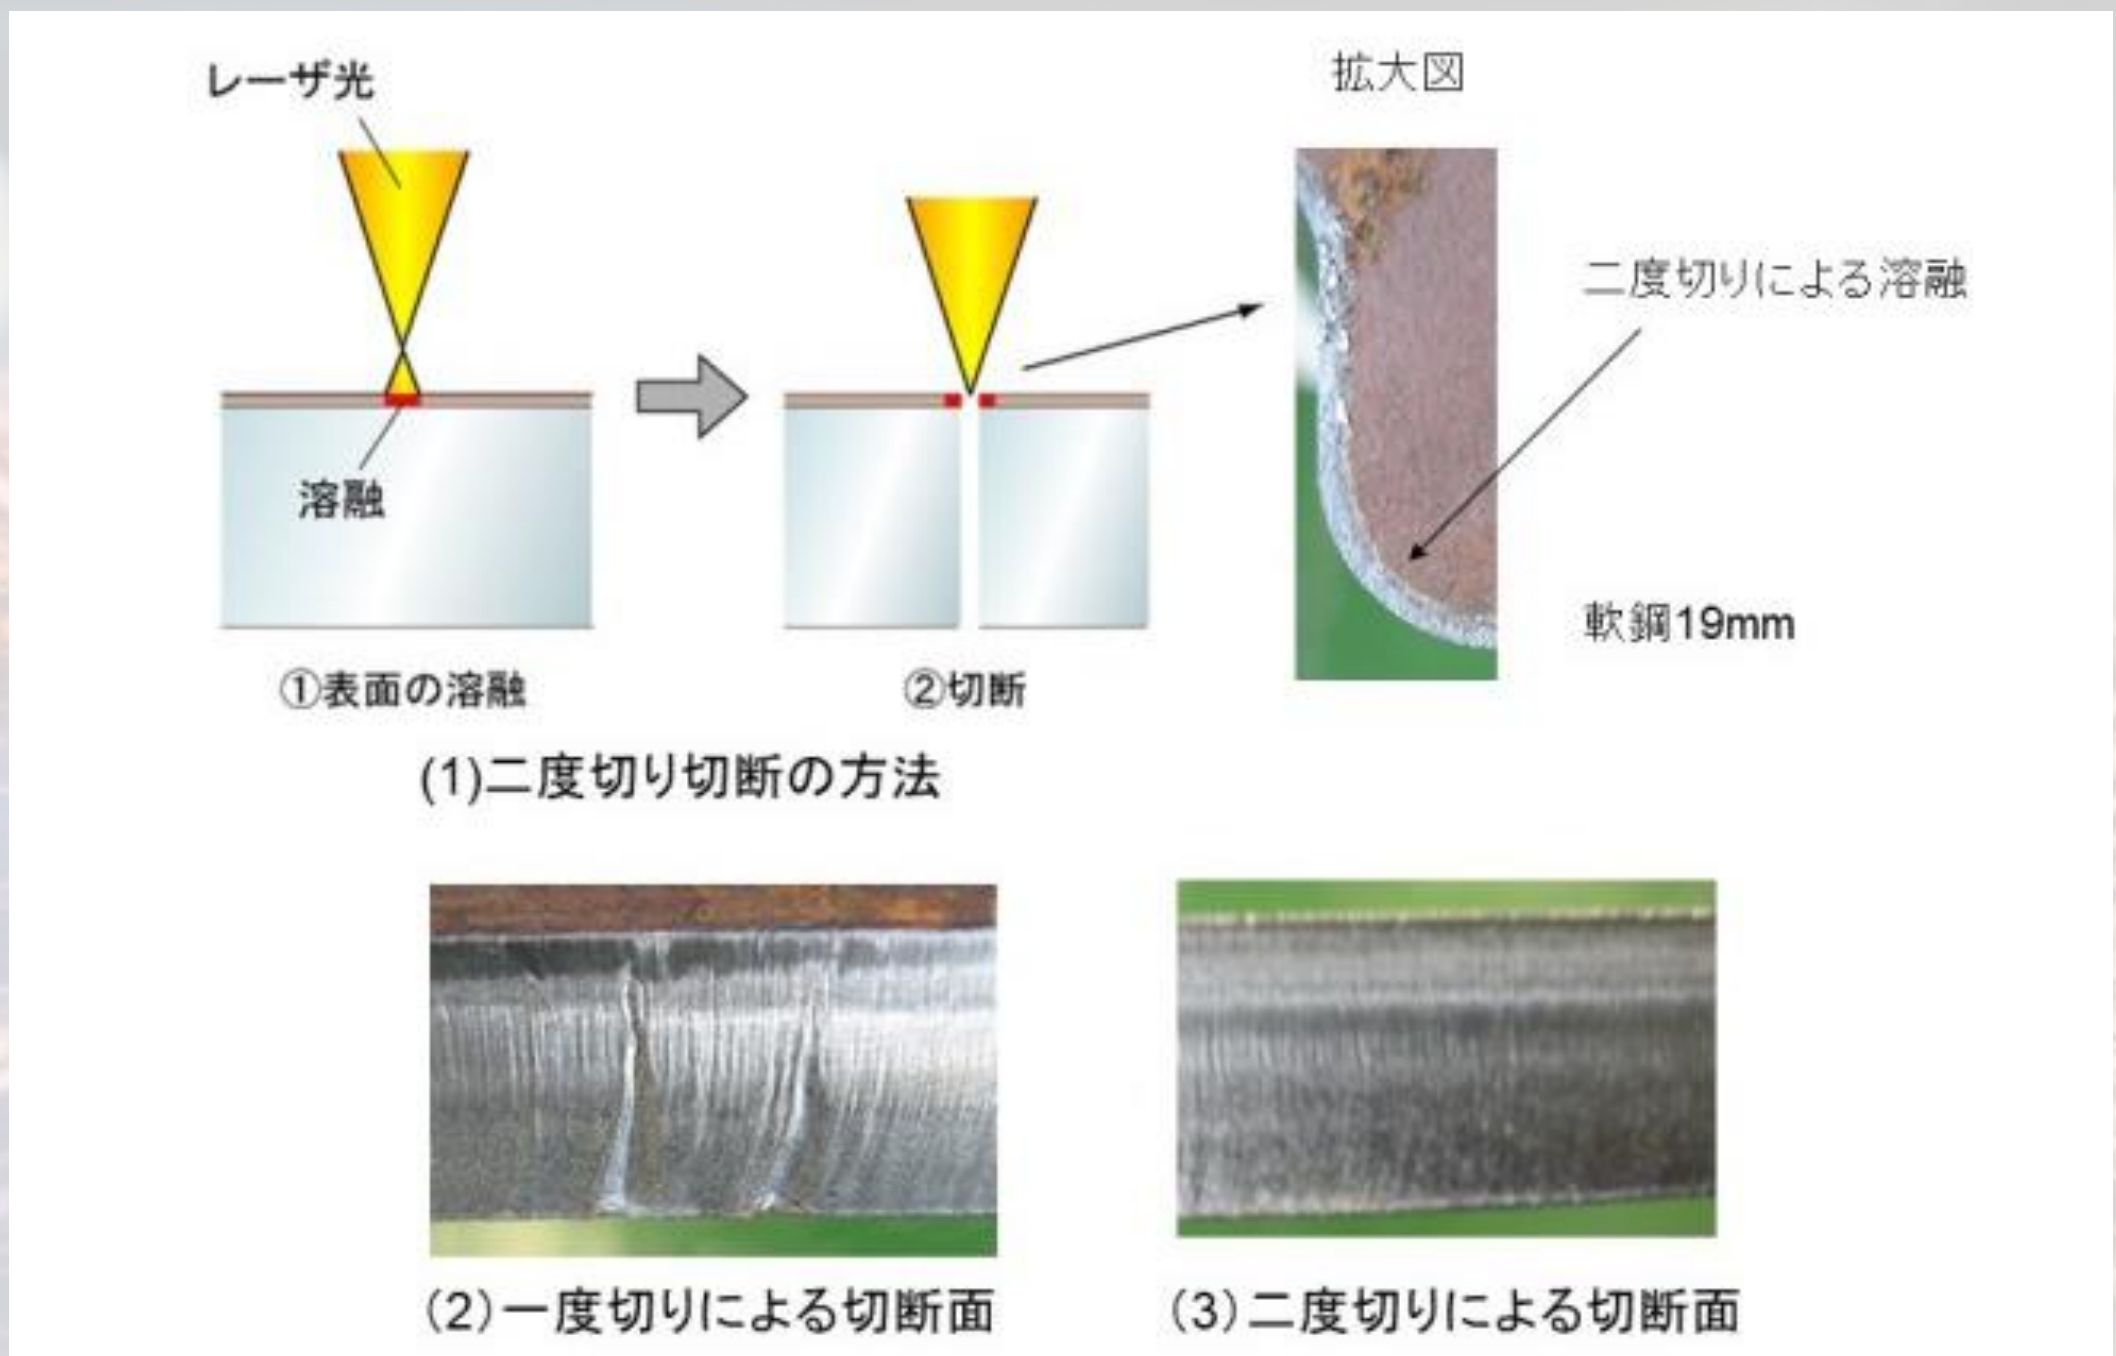 レーザ光
拡大図
二度切りによる溶融
溶融
軟鋼19mm
①表面の溶融
②切断
(1)二度切り切断の方法
(2)一度切りによる切断面
(3)二度切りによる切断面